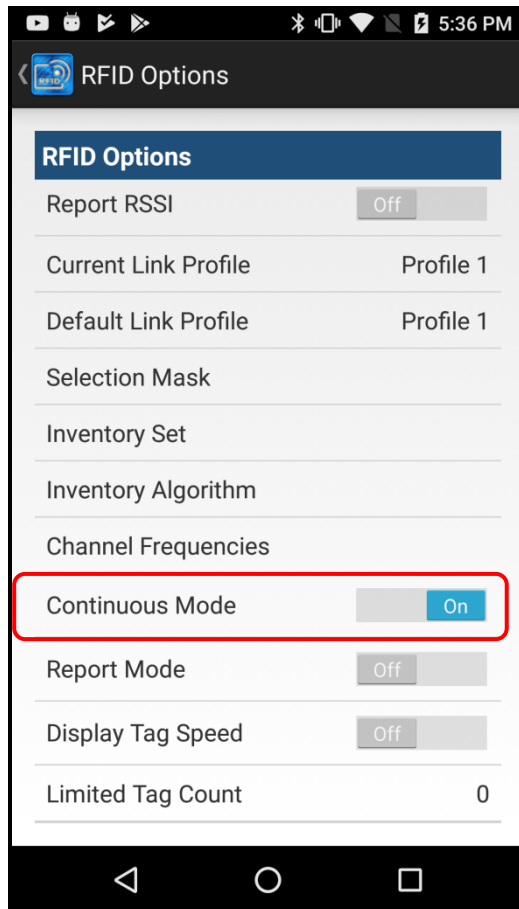 5:36 PM
RFID Options
RFID Options
Report RSSI Off
Current Link Profile Profile 1
Default Link Profile Profile 1
Selection Mask
Inventory Set
Inventory Algorithm
Channel Frequencies
Continuous Mode On
Report Mode Off
Display Tag Speed Off
Limited Tag Count 0